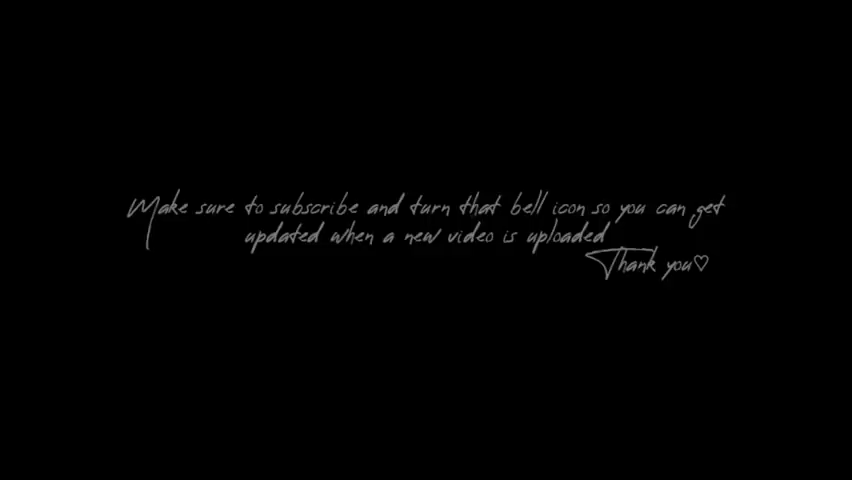 Make sure to subscribe and turn that bell icon so you can get
updated when a new video is uploaded
Thank you♡